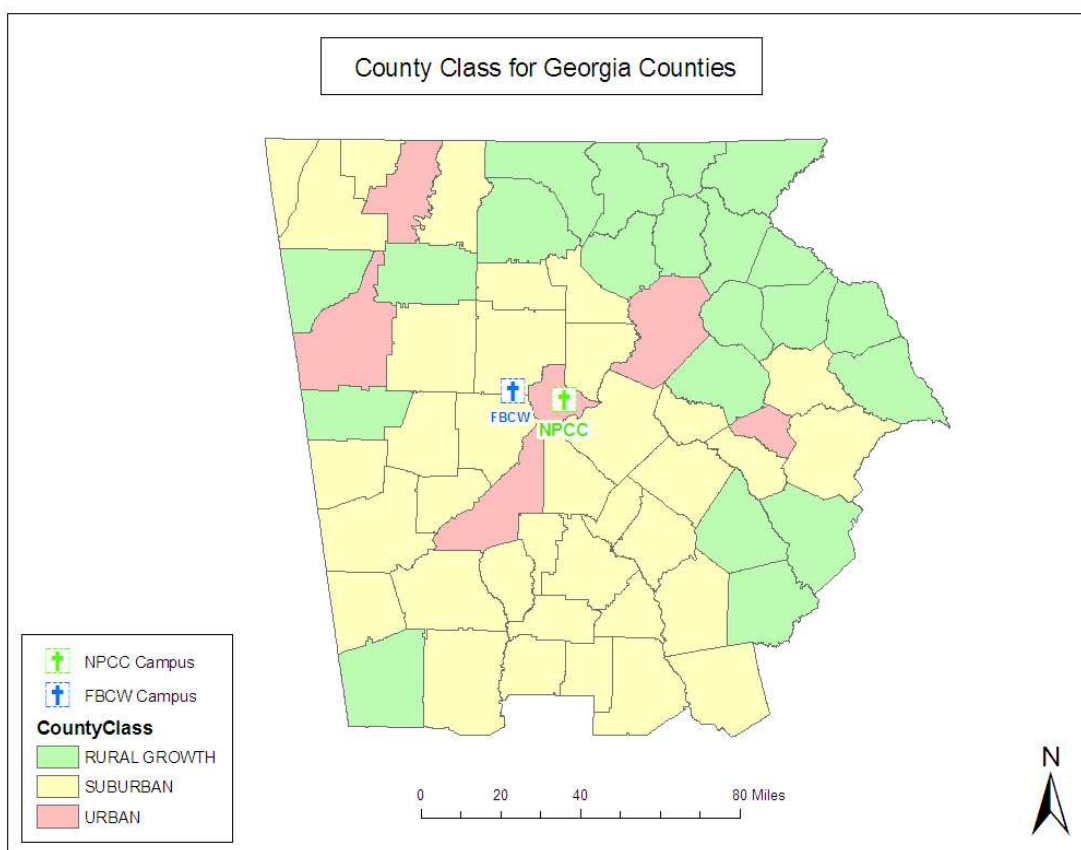 County Class for Georgia Counties
FBCW
NPCC
NPCC Campus
FBCW Campus
CountyClass
RURAL GROWTH
SUBURBAN
URBAN
0 20 40 80 Miles
N